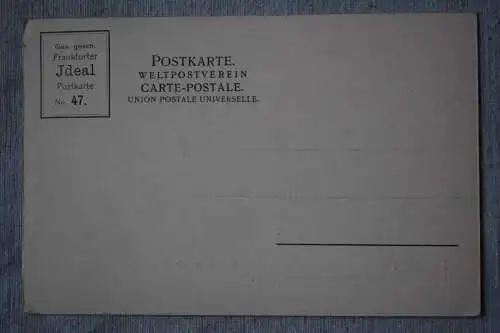 Ges. gesch.
Frankfurter
Jdeal
Postkarte
No. 47.
POSTKARTE.
WELTPOSTVEREIN
CARTE-POSTALE.
UNION POSTALE UNIVERSELLE.